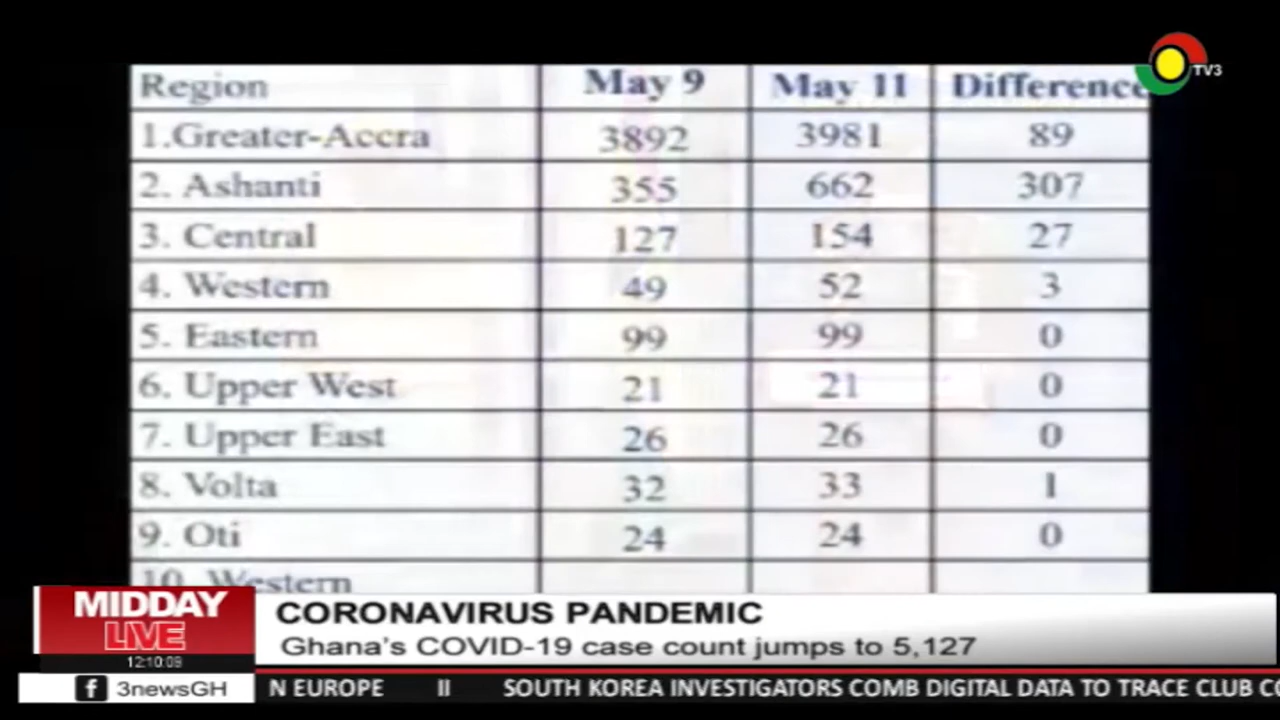 Region May 9 May 11 Difference
1.Greater-Accra 3892 3981 89
2. Ashanti 355 662 307
3. Central 127 154 27
4. Western 49 52 3
5. Eastern 99 99 0
6. Upper West 21 21 0
7. Upper East 26 26 0
8. Volta 32 33 1
9. Oti 24 24 0
10. Western
TV3
MIDDAY
LIVE
12:10:09
CORONAVIRUS PANDEMIC
Ghana's COVID-19 case count jumps to 5,127
f 3newsGH
N EUROPE II SOUTH KOREA INVESTIGATORS COMB DIGITAL DATA TO TRACE CLUB